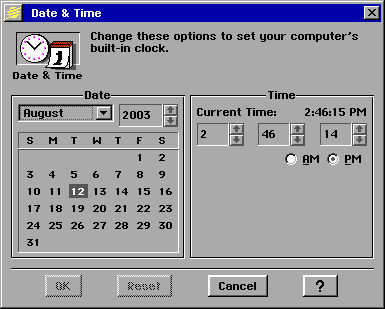 Date & Time
Change these options to set your computer's
built-in clock.
1
Date & Time
Date
August 2003
S M T W T F S
1 2
3 4 5 6 7 8 9
10 11 12 13 14 15 16
17 18 19 20 21 22 23
24 25 26 27 28 29 30
31
Time
Current Time: 2:46:15 PM
2 46 14
AM PM
OK Reset Cancel ?